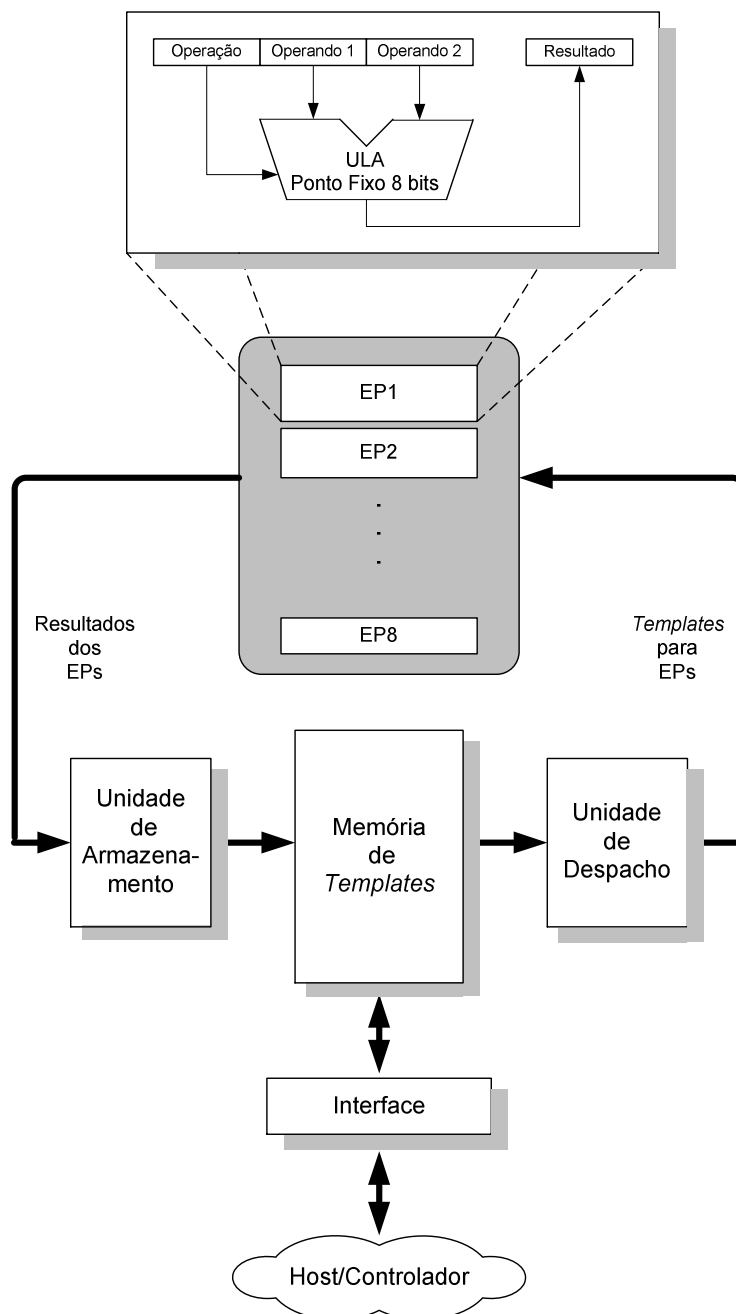 Operação Operando 1 Operando 2 Resultado
ULA
Ponto Fixo 8 bits
EP1
EP2
EP8
Resultados
dos
EPs
Templates
para
EPs
Unidade
de
Armazena-
mento
Memória
de
Templates
Unidade
de
Despacho
Interface
Host/Controlador